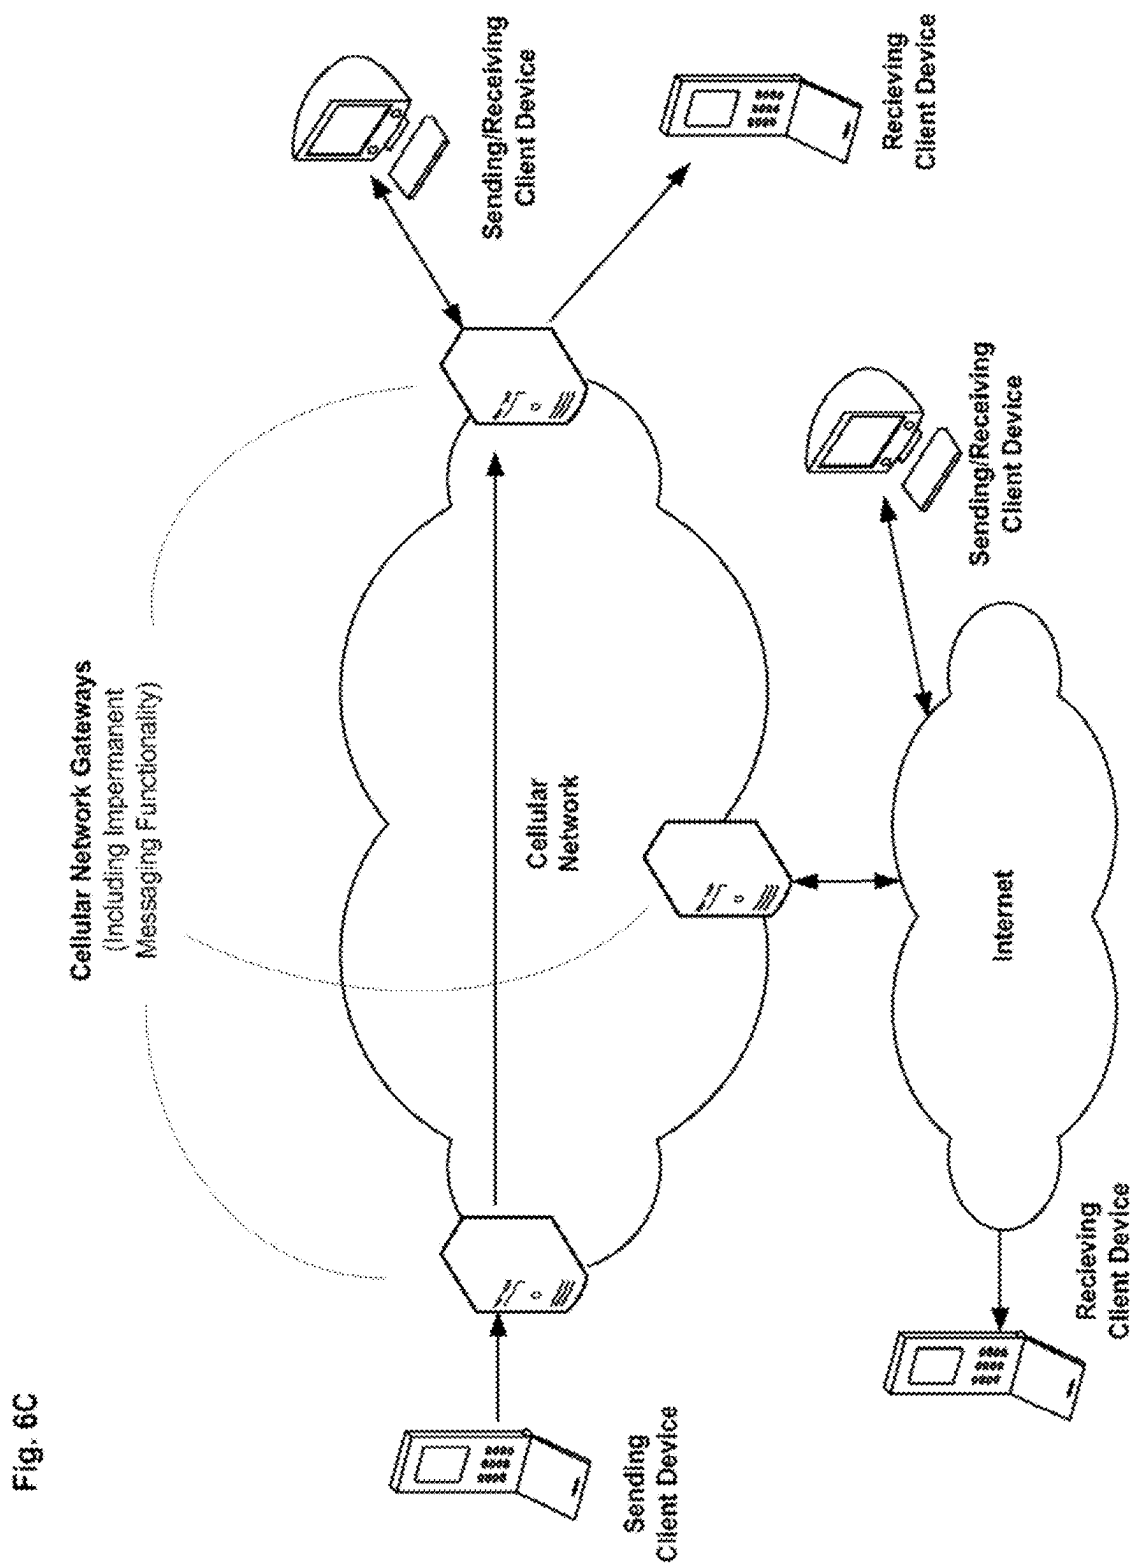 Fig. 6C
Cellular Network Gateways
(Including Impermanent
Messaging Functionality)
Sending/Receiving
Client Device
Recieving
Client Device
Cellular
Network
Sending
Client Device
Sending/Receiving
Client Device
Internet
Recieving
Client Device